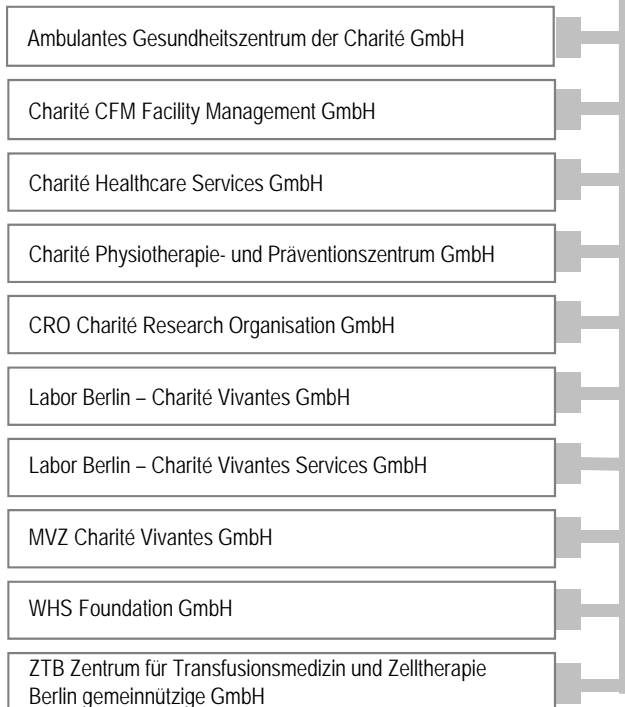 Ambulantes Gesundheitszentrum der Charité GmbH
Charité CFM Facility Management GmbH
Charité Healthcare Services GmbH
Charité Physiotherapie- und Präventionszentrum GmbH
CRO Charité Research Organisation GmbH
Labor Berlin – Charité Vivantes GmbH
Labor Berlin – Charité Vivantes Services GmbH
MVZ Charité Vivantes GmbH
WHS Foundation GmbH
ZTB Zentrum für Transfusionsmedizin und Zelltherapie
Berlin gemeinnützige GmbH